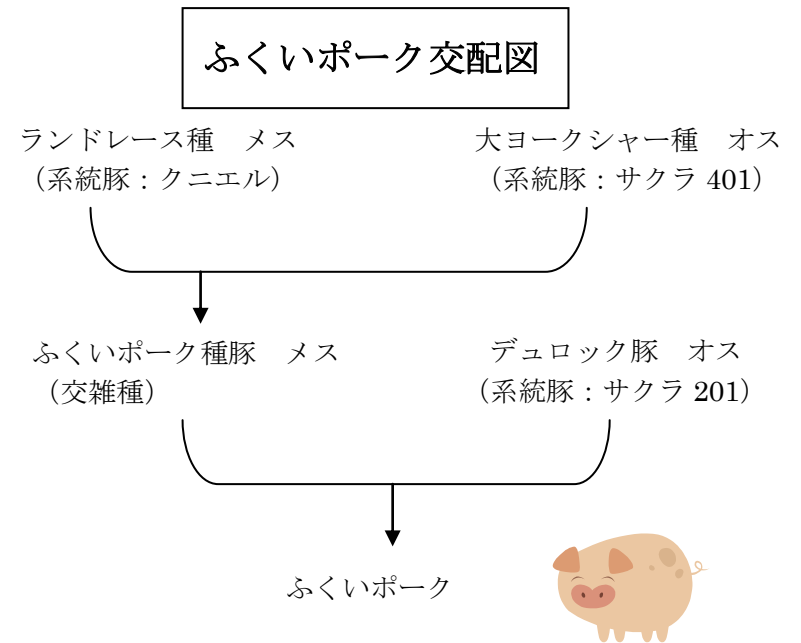 ふくいポーク交配図
ランドレース種　メス
（系統豚：クニエル）
大ヨークシャー種　オス
（系統豚：サクラ 401）
ふくいポーク種豚　メス
（交雑種）
デュロック豚　オス
（系統豚：サクラ 201）
ふくいポーク